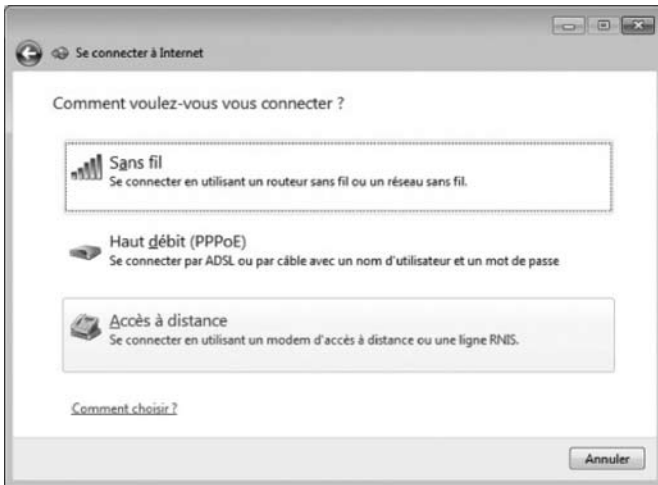 Se connecter à Internet
Comment voulez-vous vous connecter ?
Sans fil
Se connecter en utilisant un routeur sans fil ou un réseau sans fil.
Haut débit (PPPoE)
Se connecter par ADSL ou par câble avec un nom d'utilisateur et un mot de passe
Accès à distance
Se connecter en utilisant un modem d'accès à distance ou une ligne RNIS.
Comment choisir ?
Annuler